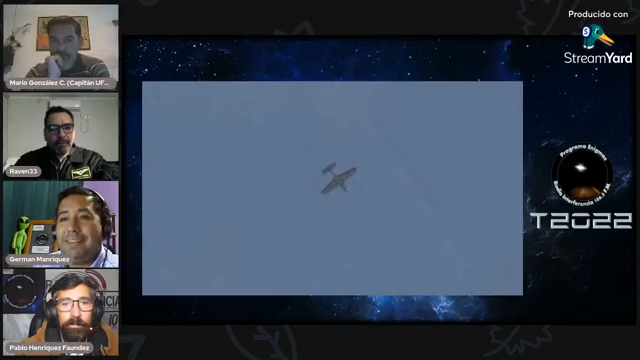 Producido con
StreamYard
Mario González C. (Capitán UF...
Raven33
Programa Enigmas
T2022
German Manriquez
Pablo Henriquez Faundez